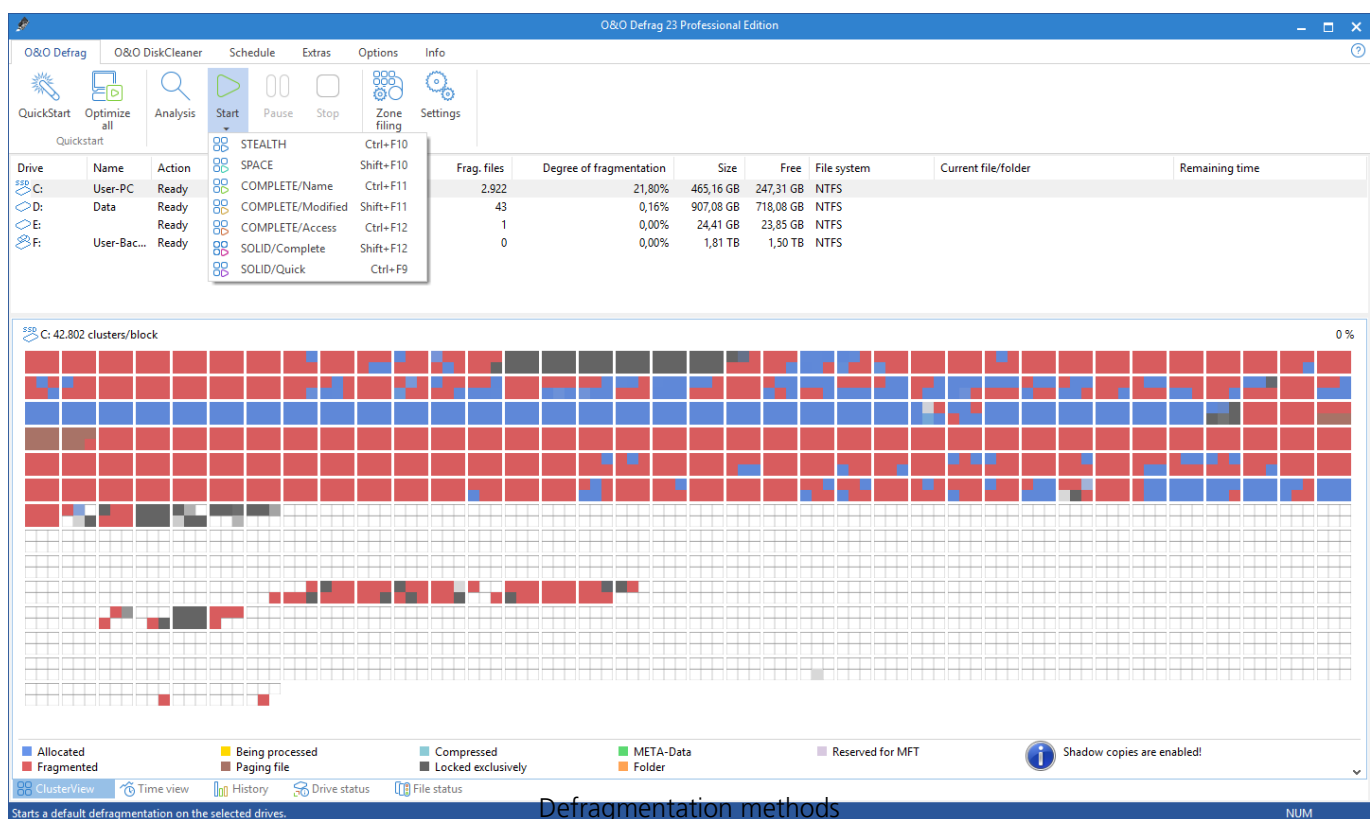 O&O Defrag 23 Professional Edition
O&O Defrag O&O DiskCleaner Schedule Extras Options Info
QuickStart Optimize all Analysis Start Pause Stop Zone filing Settings
Quickstart
STEALTH Ctrl+F10
SPACE Shift+F10
COMPLETE/Name Ctrl+F11
COMPLETE/Modified Shift+F11
COMPLETE/Access Ctrl+F12
SOLID/Complete Shift+F12
SOLID/Quick Ctrl+F9
Drive Name Action Frag. files Degree of fragmentation Size Free File system Current file/folder Remaining time
SSD C: User-PC Ready 2.922 21,80% 465,16 GB 247,31 GB NTFS
D: Data Ready 43 0,16% 907,08 GB 718,08 GB NTFS
E: Ready 1 0,00% 24,41 GB 23,85 GB NTFS
F: User-Bac... Ready 0 0,00% 1,81 TB 1,50 TB NTFS
SSD C: 42.802 clusters/block 0 %
Allocated Being processed Compressed META-Data Reserved for MFT Shadow copies are enabled!
Fragmented Paging file Locked exclusively Folder
ClusterView Time view History Drive status File status
Defragmentation methods
Starts a default defragmentation on the selected drives. NUM